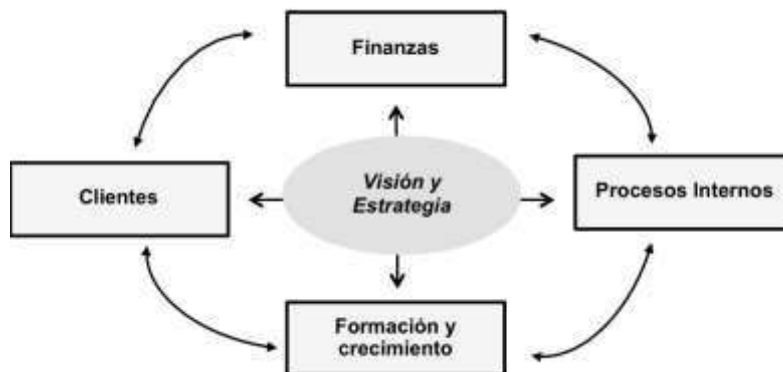 Finanzas
Clientes
Visión y
Estrategia
Procesos Internos
Formación y
crecimiento